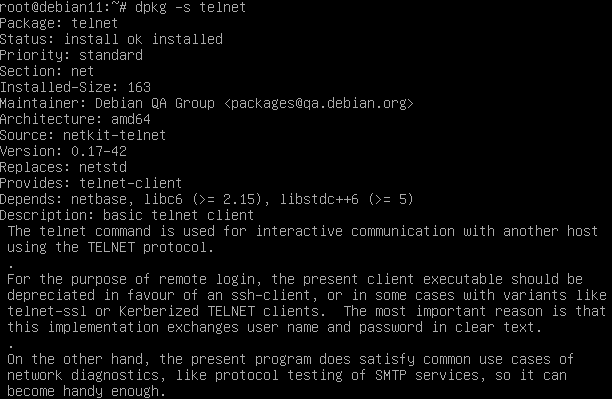 root@debian11:~# dpkg -s telnet
Package: telnet
Status: install ok installed
Priority: standard
Section: net
Installed-Size: 163
Maintainer: Debian QA Group <packages@qa.debian.org>
Architecture: amd64
Source: netkit-telnet
Version: 0.17-42
Replaces: netstd
Provides: telnet-client
Depends: netbase, libc6 (>= 2.15), libstdc++6 (>= 5)
Description: basic telnet client
 The telnet command is used for interactive communication with another host
 using the TELNET protocol.
 .
 For the purpose of remote login, the present client executable should be
 depreciated in favour of an ssh-client, or in some cases with variants like
 telnet-ssl or Kerberized TELNET clients.  The most important reason is that
 this implementation exchanges user name and password in clear text.
 .
 On the other hand, the present program does satisfy common use cases of
 network diagnostics, like protocol testing of SMTP services, so it can
 become handy enough.